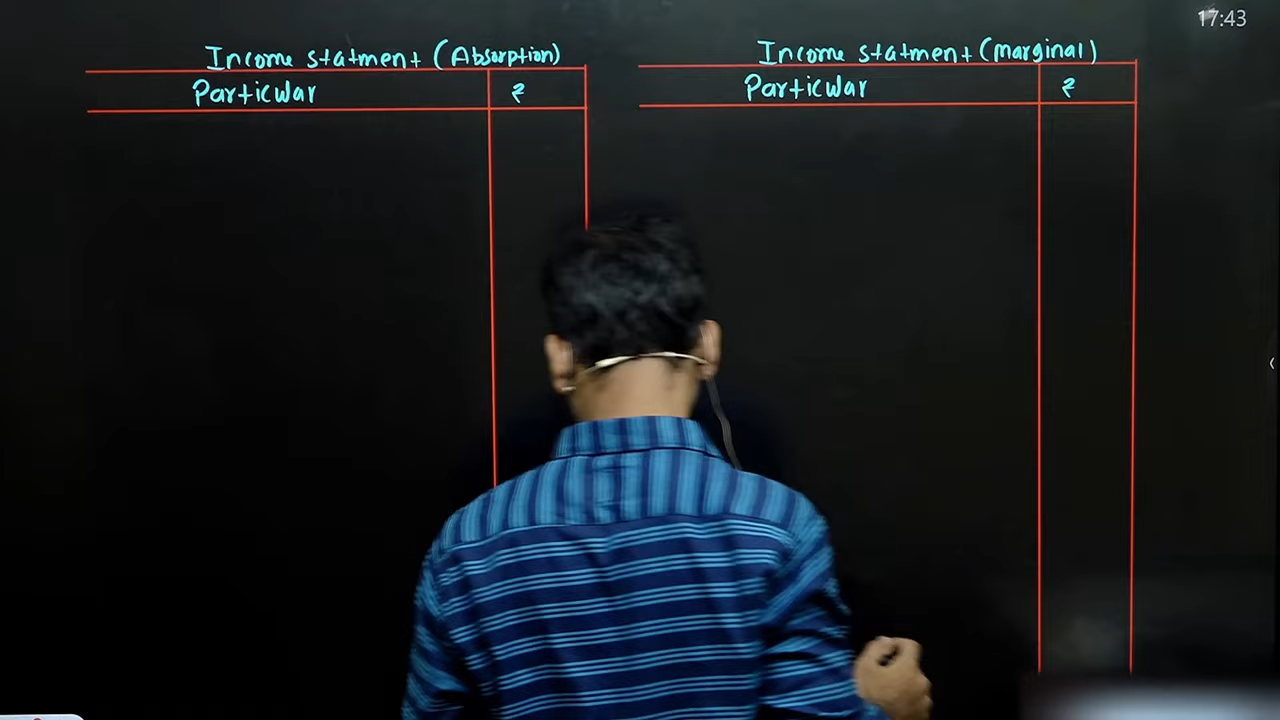 17:43
Income statment (Absorption)
Particular ₹
Income statment (Marginal)
Particular ₹